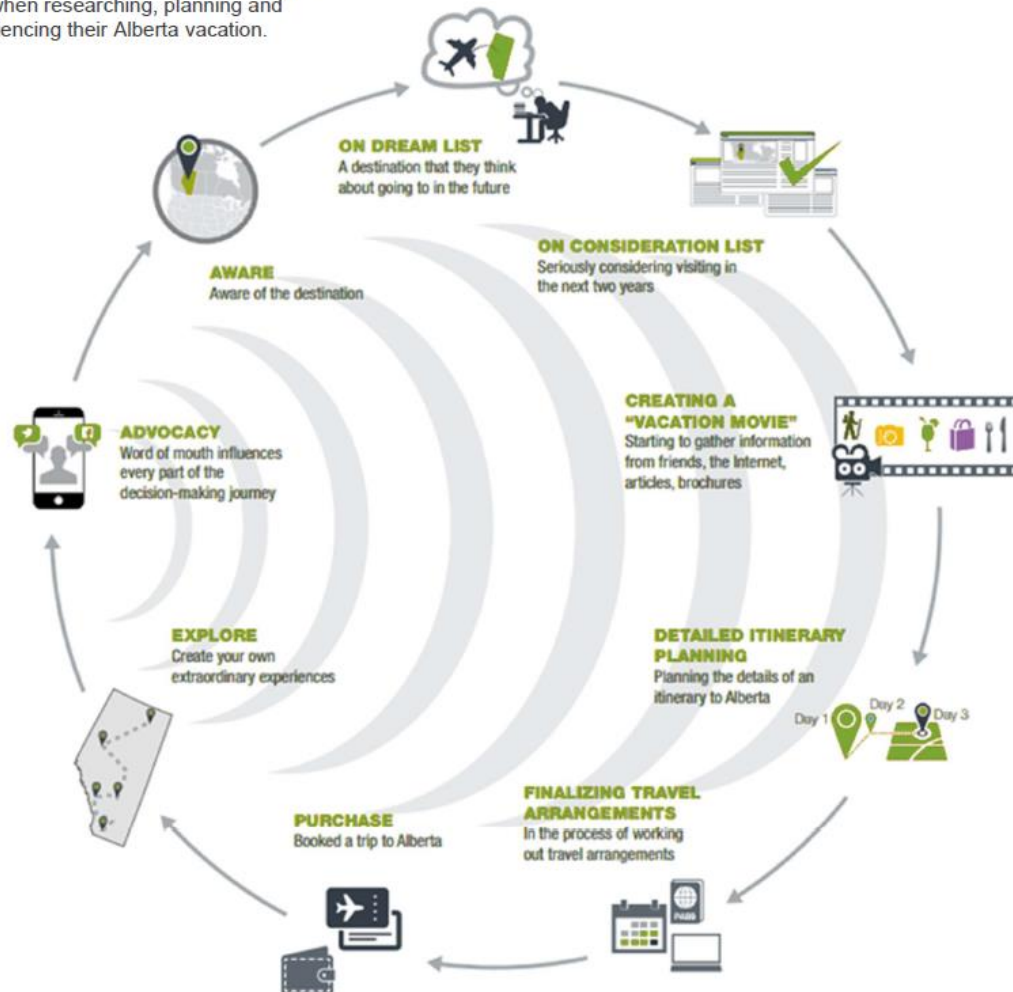 when researching, planning and
encing their Alberta vacation.
ON DREAM LIST
A destination that they think
about going to in the future
ON CONSIDERATION LIST
Seriously considering visiting in
the next two years
CREATING A
"VACATION MOVIE"
Starting to gather information
from friends, the Internet,
articles, brochures
DETAILED ITINERARY
PLANNING
Planning the details of an
itinerary to Alberta
Day 1
Day 2
Day 3
FINALIZING TRAVEL
ARRANGEMENTS
In the process of working
out travel arrangements
PASS
PURCHASE
Booked a trip to Alberta
EXPLORE
Create your own
extraordinary experiences
ADVOCACY
Word of mouth influences
every part of the
decision-making journey
AWARE
Aware of the destination